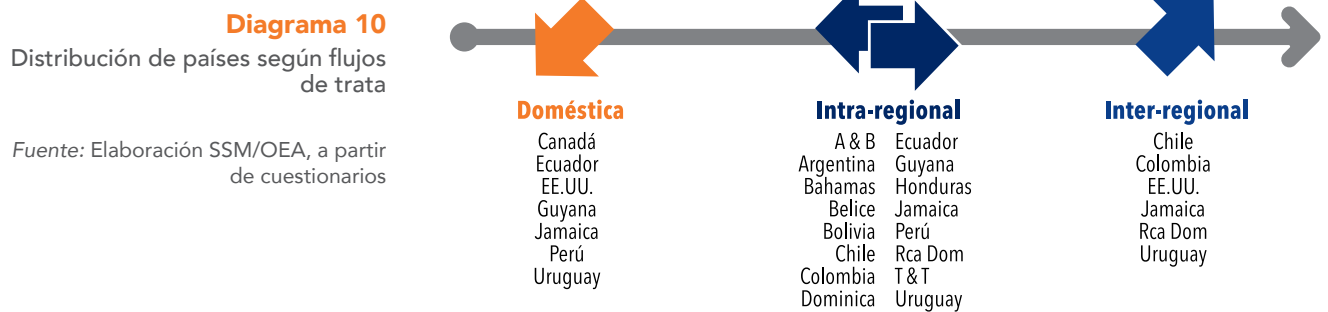 Diagrama 10
Distribución de países según flujos
de trata
Fuente: Elaboración SSM/OEA, a partir
de cuestionarios
Doméstica
Canadá
Ecuador
EE.UU.
Guyana
Jamaica
Perú
Uruguay
Intra-regional
A & B
Argentina
Bahamas
Belice
Bolivia
Chile
Colombia
Dominica
Ecuador
Guyana
Honduras
Jamaica
Perú
Rca Dom
T & T
Uruguay
Inter-regional
Chile
Colombia
EE.UU.
Jamaica
Rca Dom
Uruguay